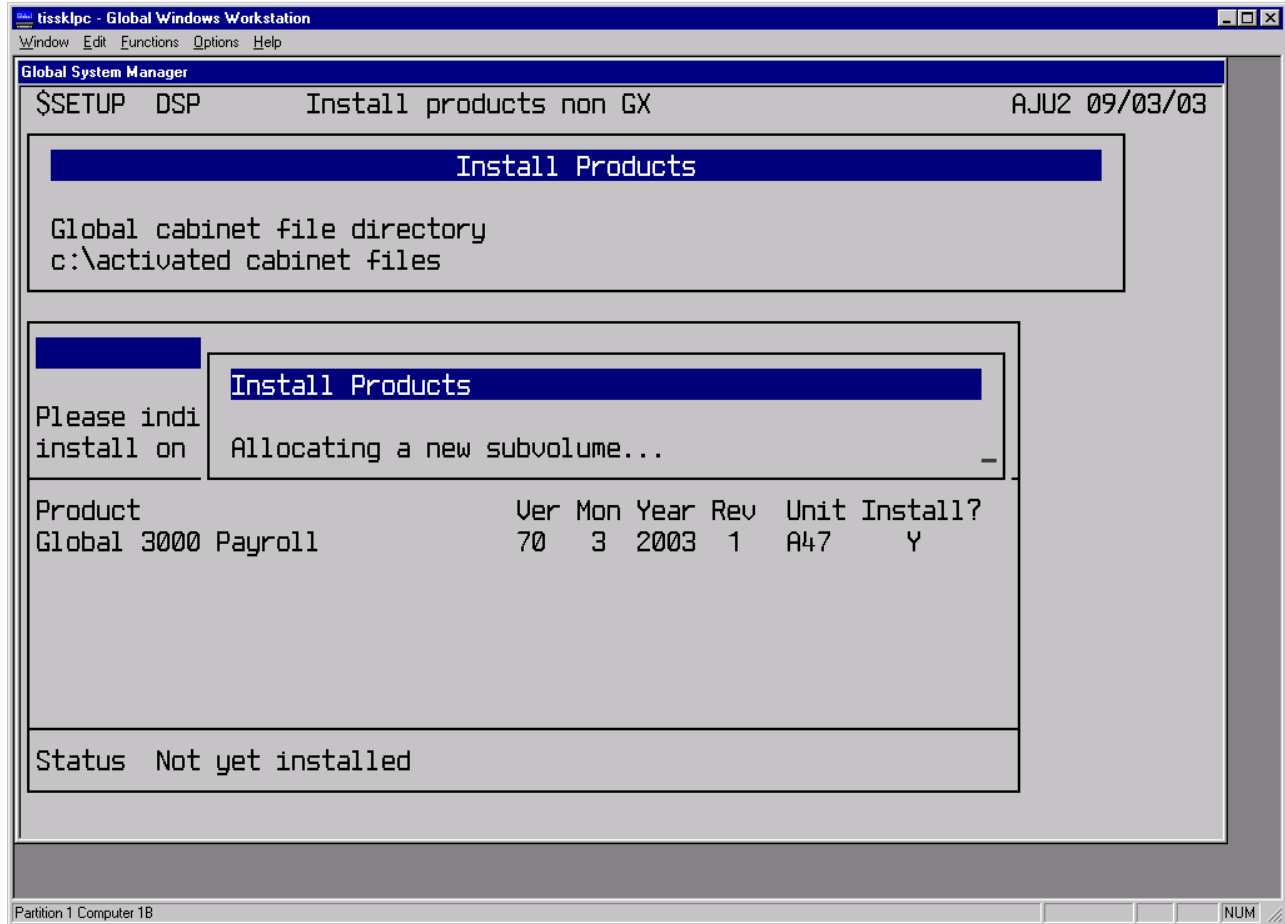 tissklpc - Global Windows Workstation
Window Edit Functions Options Help
Global System Manager
$SETUP DSP Install products non GX AJU2 09/03/03
Install Products
Global cabinet file directory
c:\activated cabinet files
Install Products
Please indi
install on
Allocating a new subvolume...
Product Ver Mon Year Rev Unit Install?
Global 3000 Payroll 70 3 2003 1 A47 Y
Status Not yet installed
Partition 1 Computer 1B NUM